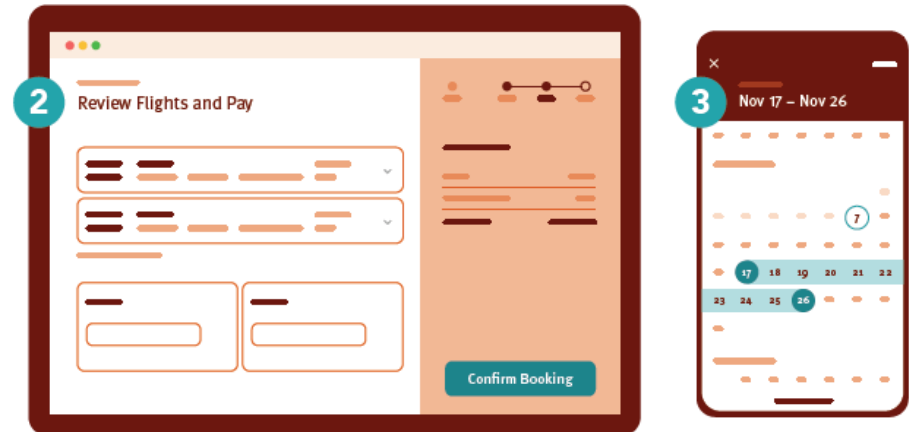 2
Review Flights and Pay
Confirm Booking
3
Nov 17 – Nov 26
7
17 18 19 20 21 22
23 24 25 26